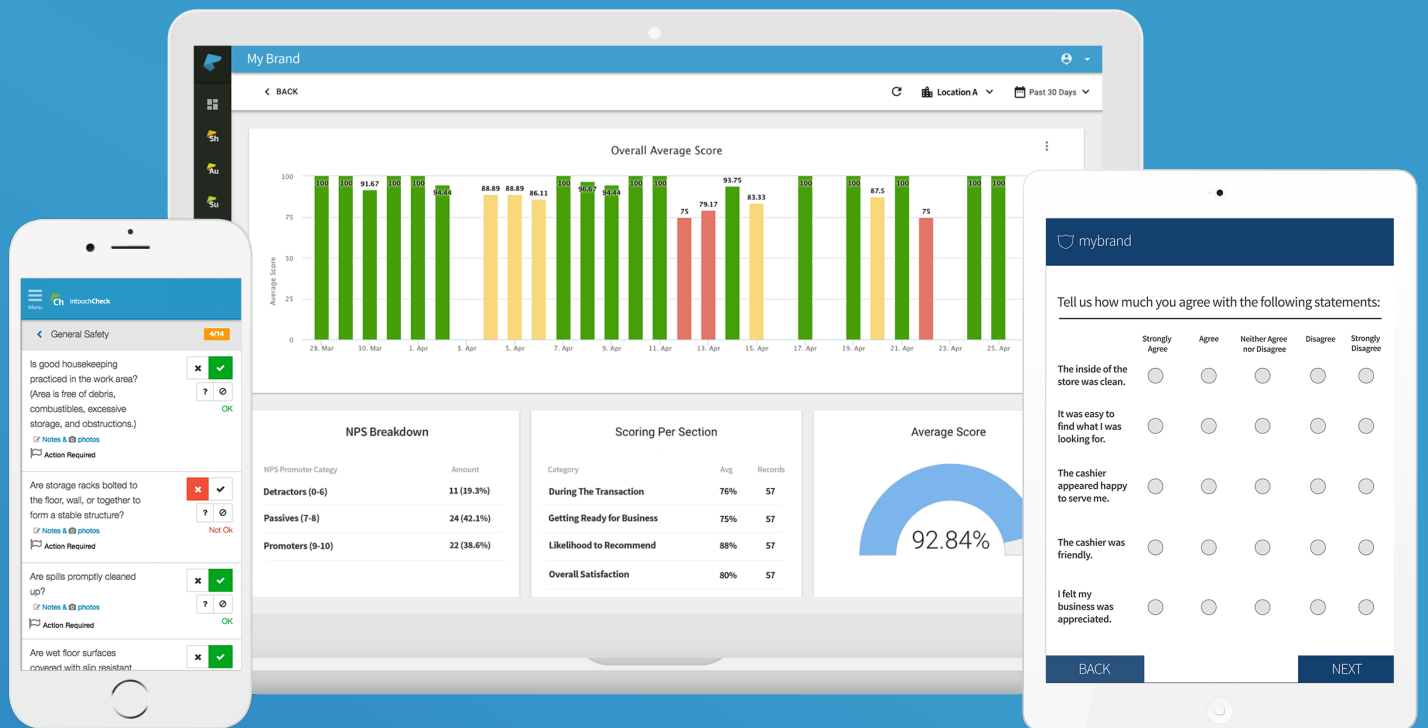 My Brand
BACK
Location A
Past 30 Days
Sh
Au
Su
Overall Average Score
Average Score
100
75
50
25
0
100 100 91.67 100 100 94.44 88.89 88.89 86.11 100 96.67 94.44 100 100 75 79.17 93.75 83.33 100 100 87.5 100 75 100 100
28. Mar 30. Mar 1. Apr 3. Apr 5. Apr 7. Apr 9. Apr 11. Apr 13. Apr 15. Apr 17. Apr 19. Apr 21. Apr 23. Apr 25. Apr
NPS Breakdown
NPS Promoter Categy Amount
Detractors (0-6) 11 (19.3%)
Passives (7-8) 24 (42.1%)
Promoters (9-10) 22 (38.6%)
Scoring Per Section
Category Avg Records
During The Transaction 76% 57
Getting Ready for Business 75% 57
Likelihood to Recommend 88% 57
Overall Satisfaction 80% 57
Average Score
92.84%
Menu
Ch IntouchCheck
General Safety 4/14
Is good housekeeping
practiced in the work area?
(Area is free of debris,
combustibles, excessive
storage, and obstructions.)
?
OK
Notes & photos
Action Required
Are storage racks bolted to
the floor, wall, or together to
form a stable structure?
?
Not Ok
Notes & photos
Action Required
Are spills promptly cleaned
up?
?
OK
Notes & photos
Action Required
Are wet floor surfaces
covered with slip resistant
mybrand
Tell us how much you agree with the following statements:
Strongly
Agree
Agree
Neither Agree
nor Disagree
Disagree
Strongly
Disagree
The inside of the
store was clean.
It was easy to
find what I was
looking for.
The cashier
appeared happy
to serve me.
The cashier was
friendly.
I felt my
business was
appreciated.
BACK
NEXT